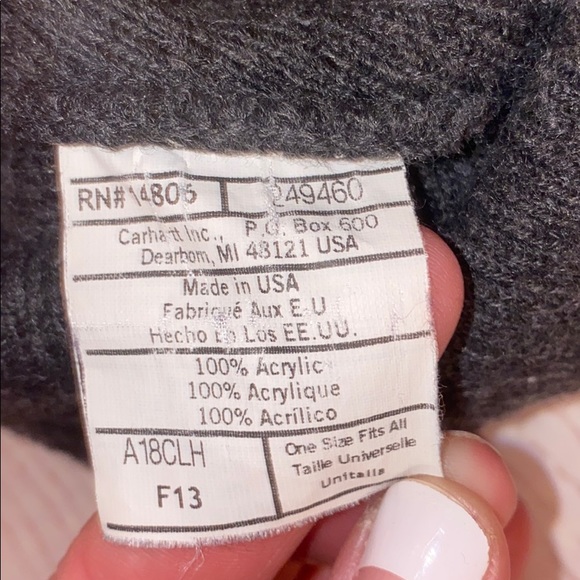 RN#14806 249460
Carhartt Inc., P.O. Box 600
Dearborn, MI 48121 USA
Made in USA
Fabriqué Aux E.U
Hecho En Los EE.UU.
100% Acrylic
100% Acrylique
100% Acrílico
A18CLH
F13
One Size Fits All
Taille Universelle
Unitalla